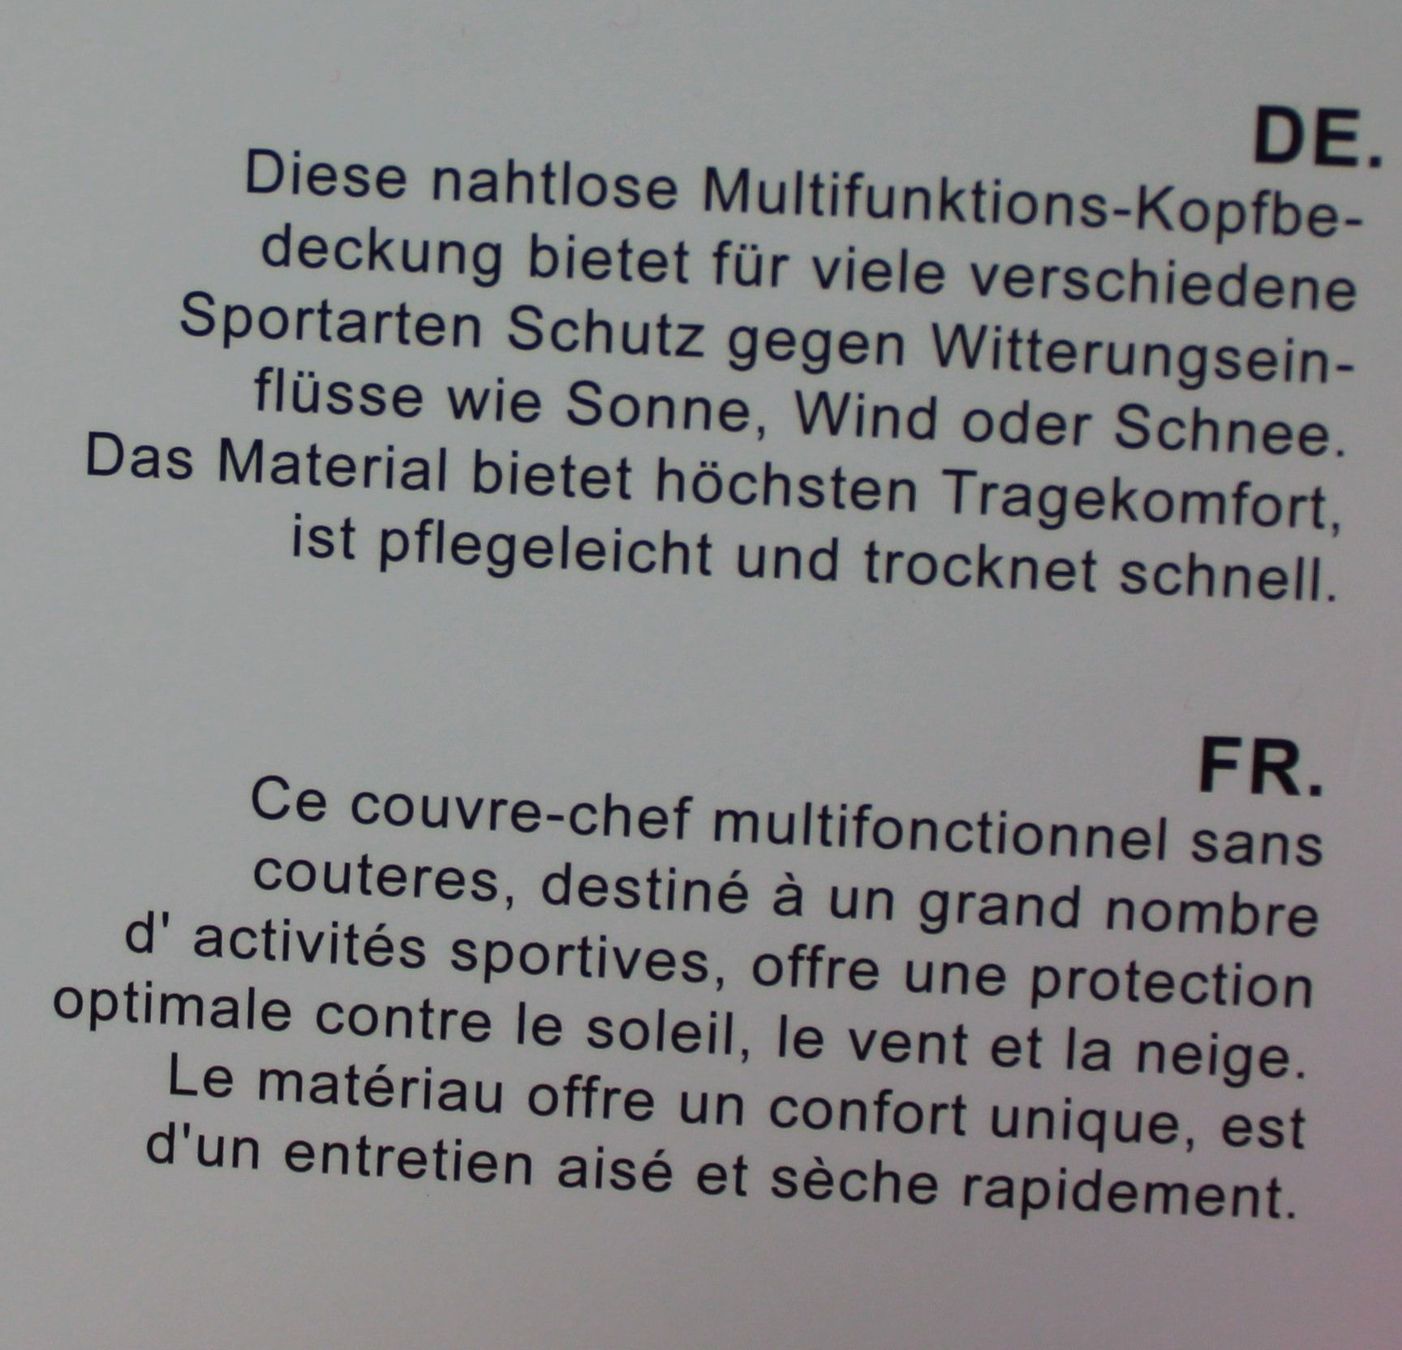 DE.
Diese nahtlose Multifunktions-Kopfbe-
deckung bietet für viele verschiedene
Sportarten Schutz gegen Witterungsein-
flüsse wie Sonne, Wind oder Schnee.
Das Material bietet höchsten Tragekomfort,
ist pflegeleicht und trocknet schnell.
FR.
Ce couvre-chef multifonctionnel sans
couteres, destiné à un grand nombre
d' activités sportives, offre une protection
optimale contre le soleil, le vent et la neige.
Le matériau offre un confort unique, est
d'un entretien aisé et sèche rapidement.